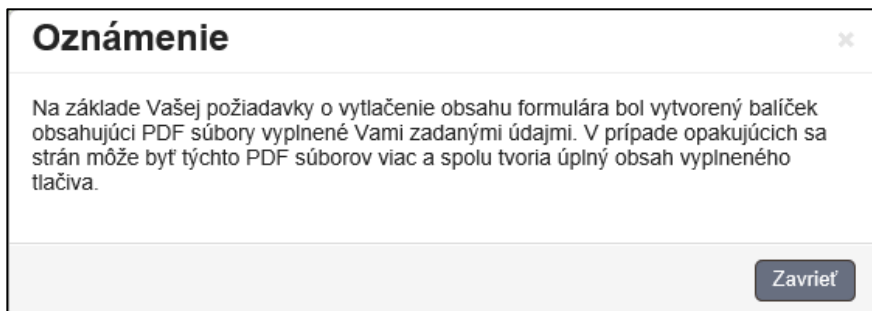 Oznámenie
Na základe Vašej požiadavky o vytlačenie obsahu formulára bol vytvorený balíček
obsahujúci PDF súbory vyplnené Vami zadanými údajmi. V prípade opakujúcich sa
strán môže byť týchto PDF súborov viac a spolu tvoria úplný obsah vyplneného
tlačiva.
Zavrieť